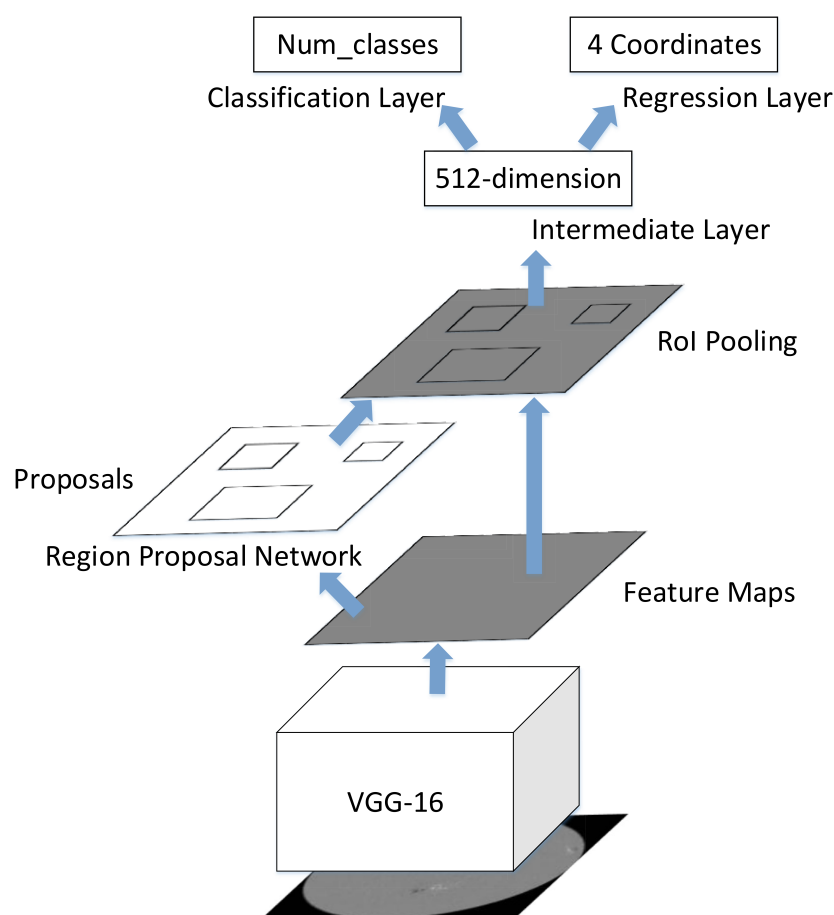 Num_classes
4 Coordinates
Classification Layer
Regression Layer
512-dimension
Intermediate Layer
RoI Pooling
Proposals
Region Proposal Network
Feature Maps
VGG-16